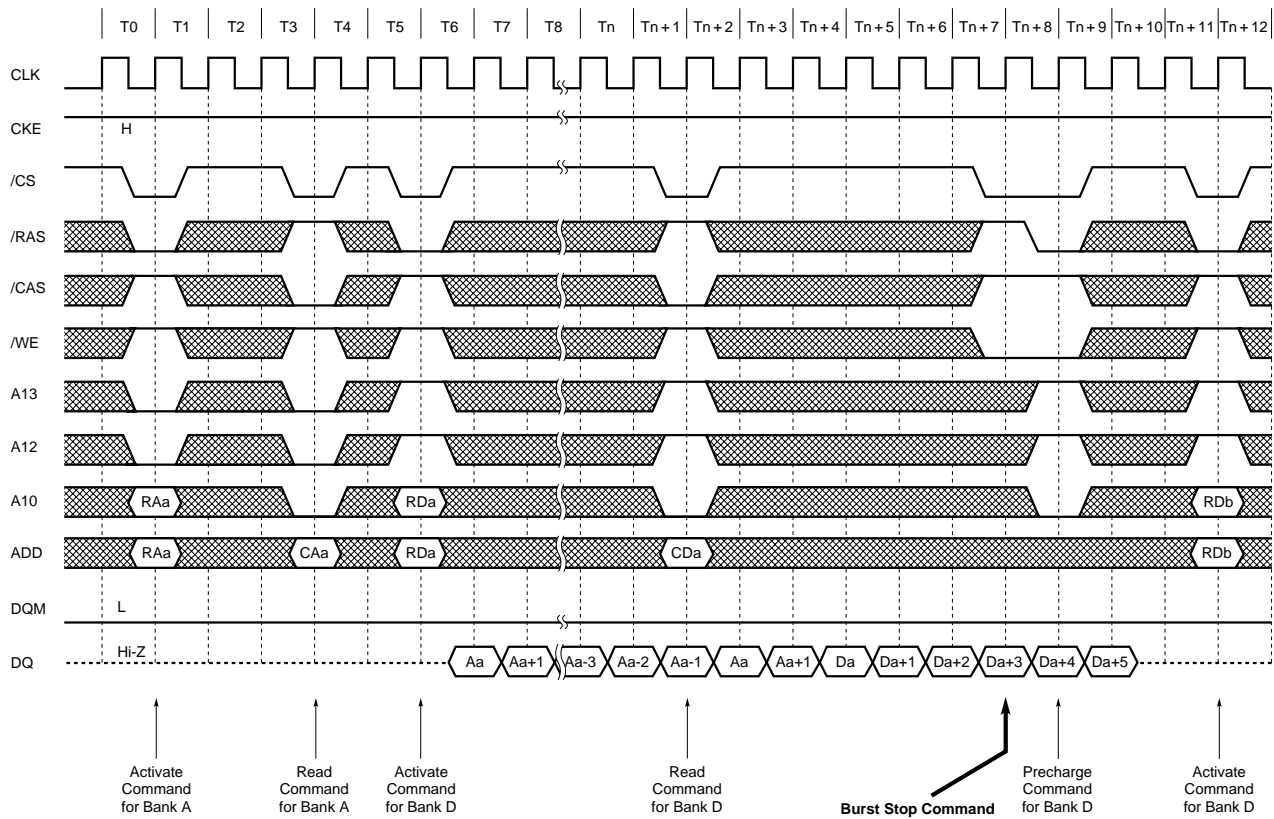 T0 T1 T2 T3 T4 T5 T6 T7 T8 Tn Tn + 1 Tn + 2 Tn + 3 Tn + 4 Tn + 5 Tn + 6 Tn + 7 Tn + 8 Tn + 9 Tn + 10 Tn + 11 Tn + 12
CLK
CKE H
/CS
/RAS
/CAS
/WE
A13
A12
A10 RAa RDa RDb
ADD RAa CAa RDa CDa RDb
DQM L
DQ Hi-Z Aa Aa+1 Aa-3 Aa-2 Aa-1 Aa Aa+1 Da Da+1 Da+2 Da+3 Da+4 Da+5
Activate
Command
for Bank A
Read
Command
for Bank A
Activate
Command
for Bank D
Read
Command
for Bank D
Burst Stop Command
Precharge
Command
for Bank D
Activate
Command
for Bank D